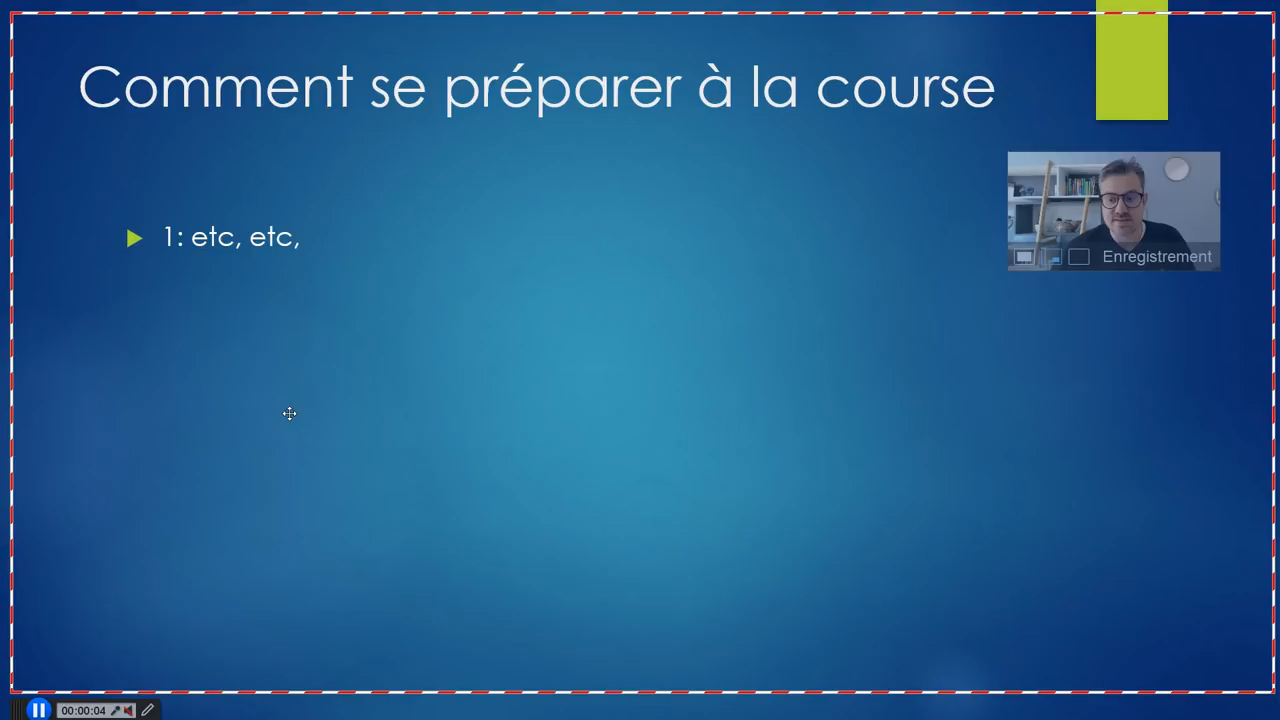 Comment se préparer à la course
1: etc, etc,
Enregistrement
00:00:04